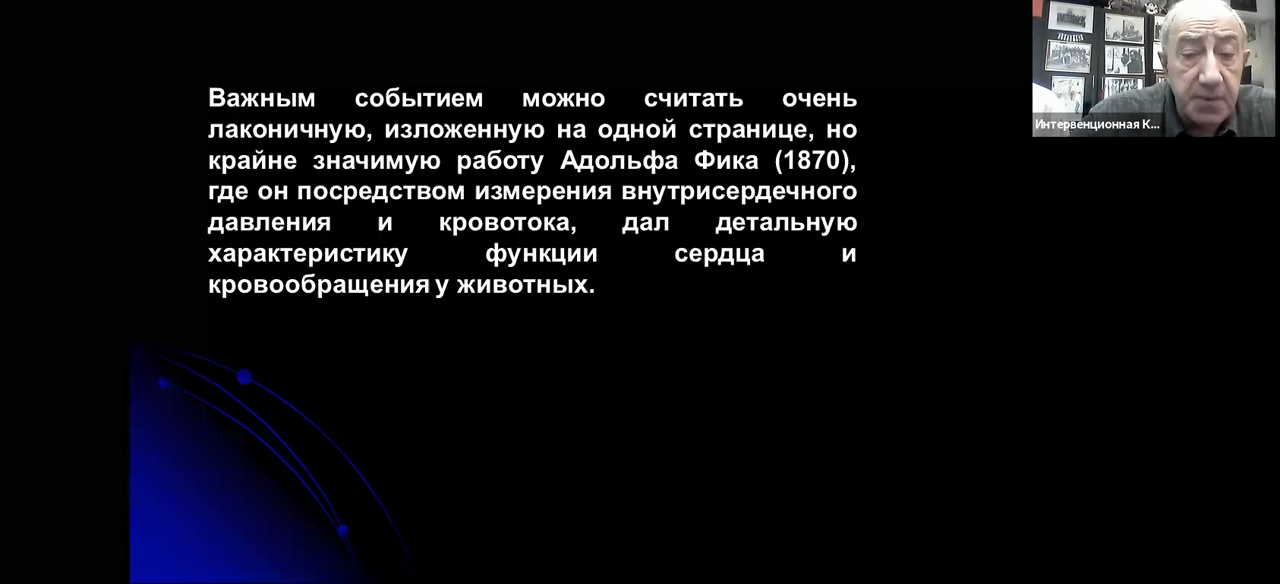 Важным событием можно считать очень
лаконичную, изложенную на одной странице, но
крайне значимую работу Адольфа Фика (1870),
где он посредством измерения внутрисердечного
давления и кровотока, дал детальную
характеристику функции сердца и
кровообращения у животных.
Интервенционная К...